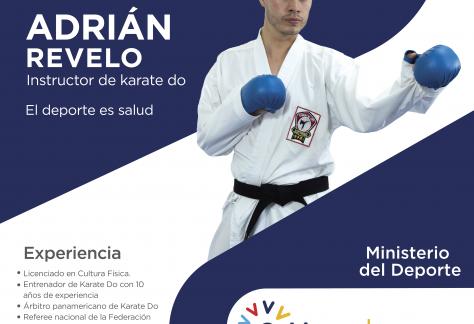 ADRIÁN
REVELO
Instructor de karate do
El deporte es salud
Experiencia
• Licenciado en Cultura Física.
• Entrenador de Karate Do con 10
años de experiencia
• Árbitro panamericano de Karate Do
• Referee nacional de la Federación
Ministerio
del Deporte